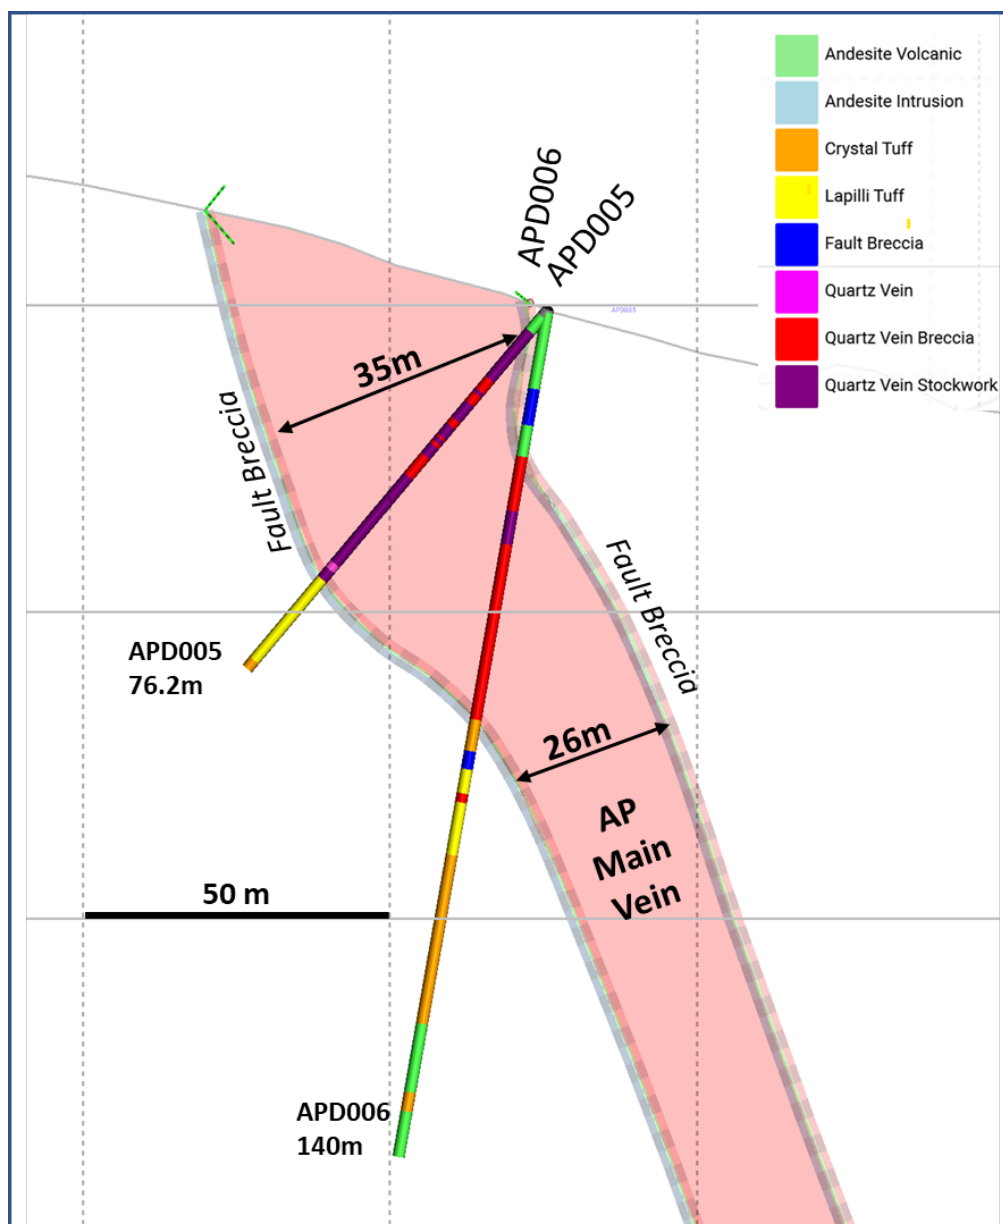 Andesite Volcanic
Andesite Intrusion
Crystal Tuff
Lapilli Tuff
Fault Breccia
Quartz Vein
Quartz Vein Breccia
Quartz Vein Stockwork
APD006
APD005
APD005
35m
Fault Breccia
Fault Breccia
APD005
76.2m
26m
AP
Main
Vein
50 m
APD006
140m